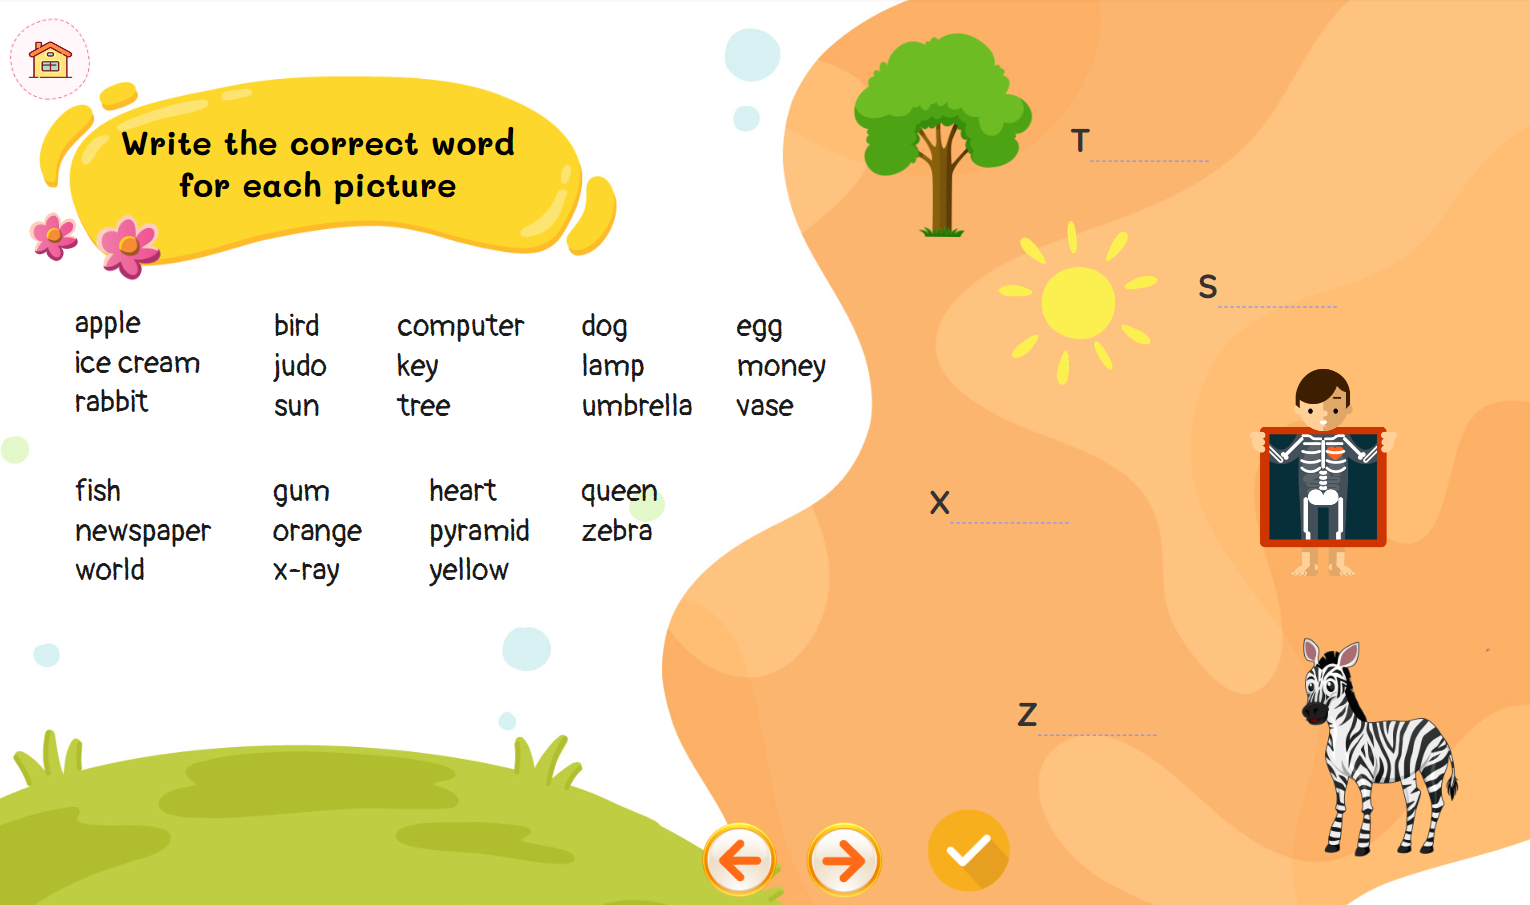 Write the correct word
for each picture
apple
ice cream
rabbit
bird
judo
sun
computer
key
tree
dog
lamp
umbrella
egg
money
vase
fish
newspaper
world
gum
orange
x-ray
heart
pyramid
yellow
queen
zebra
T
S
X
Z